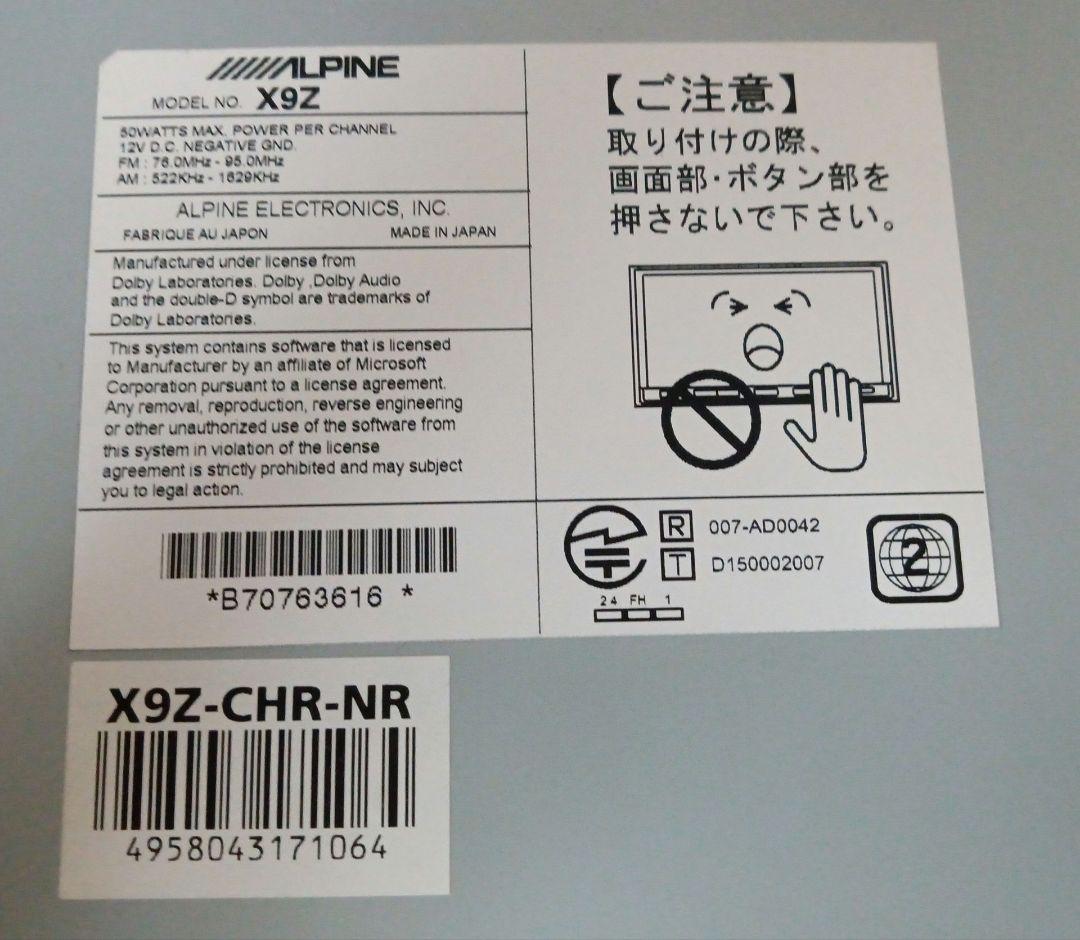 ALPINE
MODEL NO. X9Z
50WATTS MAX. POWER PER CHANNEL
12V D.C. NEGATIVE GND.
FM : 76.0MHz - 95.0MHz
AM : 522KHz - 1629KHz
ALPINE ELECTRONICS, INC.
FABRIQUE AU JAPON MADE IN JAPAN
Manufactured under license from
Dolby Laboratories. Dolby ,Dolby Audio
and the double-D symbol are trademarks of
Dolby Laboratories.
This system contains software that is licensed
to Manufacturer by an affiliate of Microsoft
Corporation pursuant to a license agreement.
Any removal, reproduction, reverse engineering
or other unauthorized use of the software from
this system in violation of the license
agreement is strictly prohibited and may subject
you to legal action.
*B70763616 *
【ご注意】
取り付けの際、
画面部・ボタン部を
押さないで下さい。
R 007-AD0042
T D150002007
2.4 FH 1
2
X9Z-CHR-NR
4958043171064